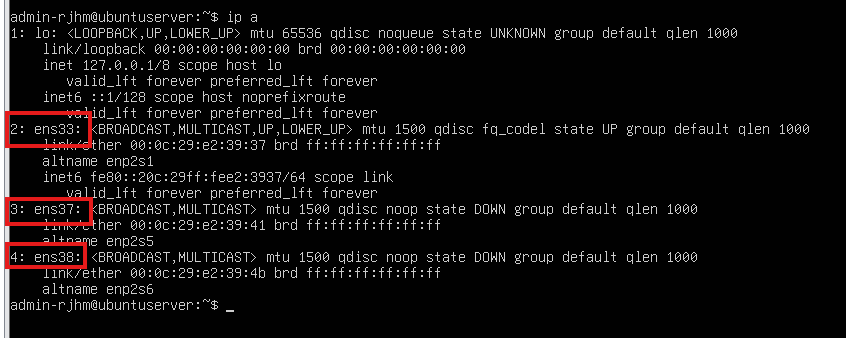 admin-rjhm@ubuntuserver:~$ ip a
1: lo: <LOOPBACK,UP,LOWER_UP> mtu 65536 qdisc noqueue state UNKNOWN group default qlen 1000
    link/loopback 00:00:00:00:00:00 brd 00:00:00:00:00:00
    inet 127.0.0.1/8 scope host lo
       valid_lft forever preferred_lft forever
    inet6 ::1/128 scope host noprefixroute
       valid_lft forever preferred_lft forever
2: ens33: <BROADCAST,MULTICAST,UP,LOWER_UP> mtu 1500 qdisc fq_codel state UP group default qlen 1000
    link/ether 00:0c:29:e2:39:37 brd ff:ff:ff:ff:ff:ff
    altname enp2s1
    inet6 fe80::20c:29ff:fee2:3937/64 scope link
       valid_lft forever preferred_lft forever
3: ens37: <BROADCAST,MULTICAST> mtu 1500 qdisc noop state DOWN group default qlen 1000
    link/ether 00:0c:29:e2:39:41 brd ff:ff:ff:ff:ff:ff
    altname enp2s5
4: ens38: <BROADCAST,MULTICAST> mtu 1500 qdisc noop state DOWN group default qlen 1000
    link/ether 00:0c:29:e2:39:4b brd ff:ff:ff:ff:ff:ff
    altname enp2s6
admin-rjhm@ubuntuserver:~$ _